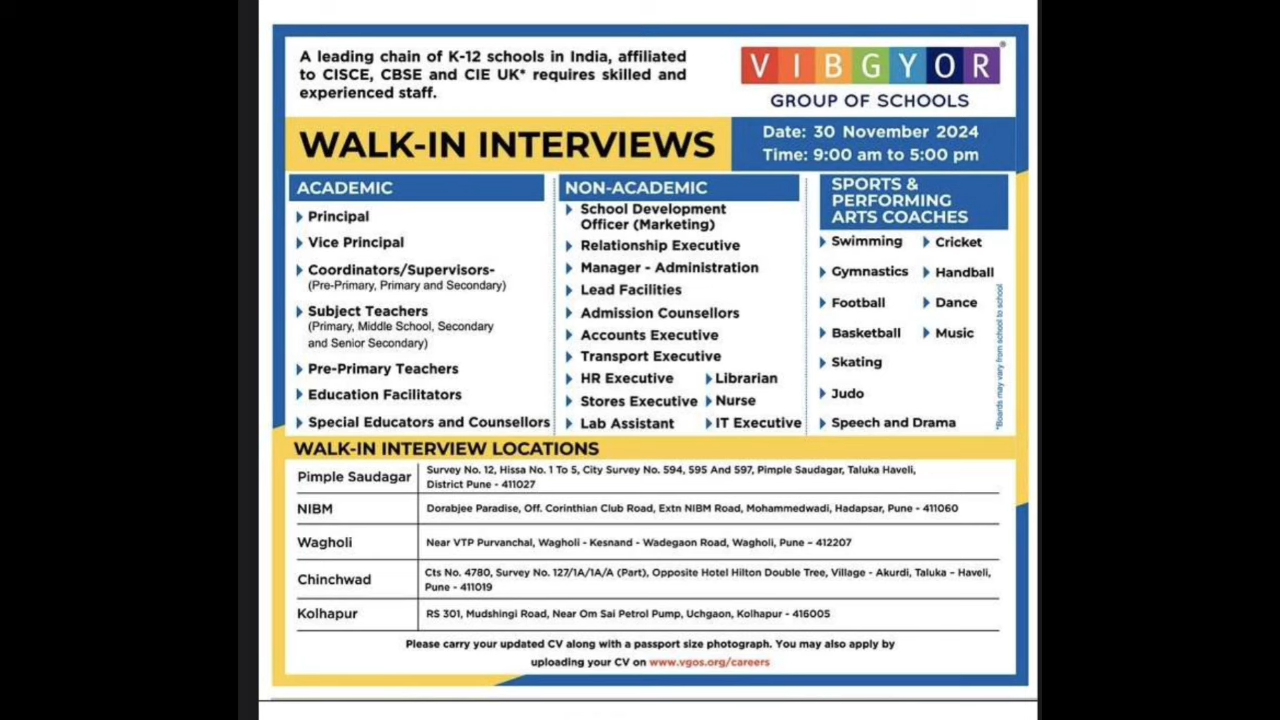 A leading chain of K-12 schools in India, affiliated
to CISCE, CBSE and CIE UK* requires skilled and
experienced staff.
VIBGYOR®
GROUP OF SCHOOLS
WALK-IN INTERVIEWS
Date: 30 November 2024
Time: 9:00 am to 5:00 pm
ACADEMIC
Principal
Vice Principal
Coordinators/Supervisors-
(Pre-Primary, Primary and Secondary)
Subject Teachers
(Primary, Middle School, Secondary
and Senior Secondary)
Pre-Primary Teachers
Education Facilitators
Special Educators and Counsellors
NON-ACADEMIC
School Development
Officer (Marketing)
Relationship Executive
Manager - Administration
Lead Facilities
Admission Counsellors
Accounts Executive
Transport Executive
HR Executive
Librarian
Stores Executive
Nurse
Lab Assistant
IT Executive
SPORTS &
PERFORMING
ARTS COACHES
Swimming
Cricket
Gymnastics
Handball
Football
Dance
Basketball
Music
Skating
Judo
Speech and Drama
*Boards may vary from school to school
WALK-IN INTERVIEW LOCATIONS
Pimple Saudagar
Survey No. 12, Hissa No. 1 To 5, City Survey No. 594, 595 And 597, Pimple Saudagar, Taluka Haveli,
District Pune - 411027
NIBM
Dorabjee Paradise, Off. Corinthian Club Road, Extn NIBM Road, Mohammedwadi, Hadapsar, Pune - 411060
Wagholi
Near VTP Purvanchal, Wagholi - Kesnand - Wadegaon Road, Wagholi, Pune – 412207
Chinchwad
Cts No. 4780, Survey No. 127/1A/1A/A (Part), Opposite Hotel Hilton Double Tree, Village - Akurdi, Taluka – Haveli,
Pune - 411019
Kolhapur
RS 301, Mudshingi Road, Near Om Sai Petrol Pump, Uchgaon, Kolhapur - 416005
Please carry your updated CV along with a passport size photograph. You may also apply by
uploading your CV on www.vgos.org/careers